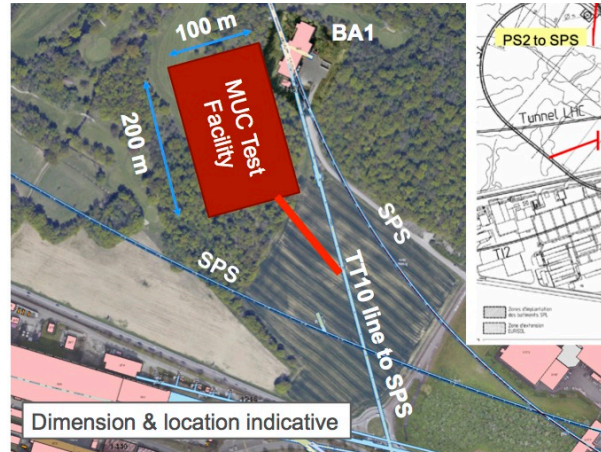 100 m
BA1
MUC Test
Facility
200 m
SPS
SPS
TT10 line to SPS
Dimension & location indicative
PS2 to SPS
Tunnel LHC
TI2